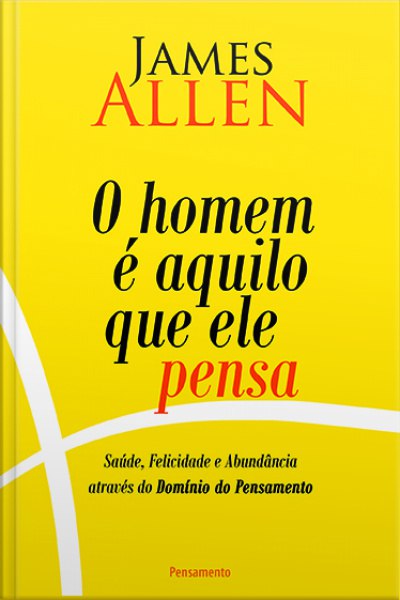 JAMES
ALLEN
O homem
é aquilo
que ele
pensa
Saúde, Felicidade e Abundância
através do Domínio do Pensamento
Pensamento